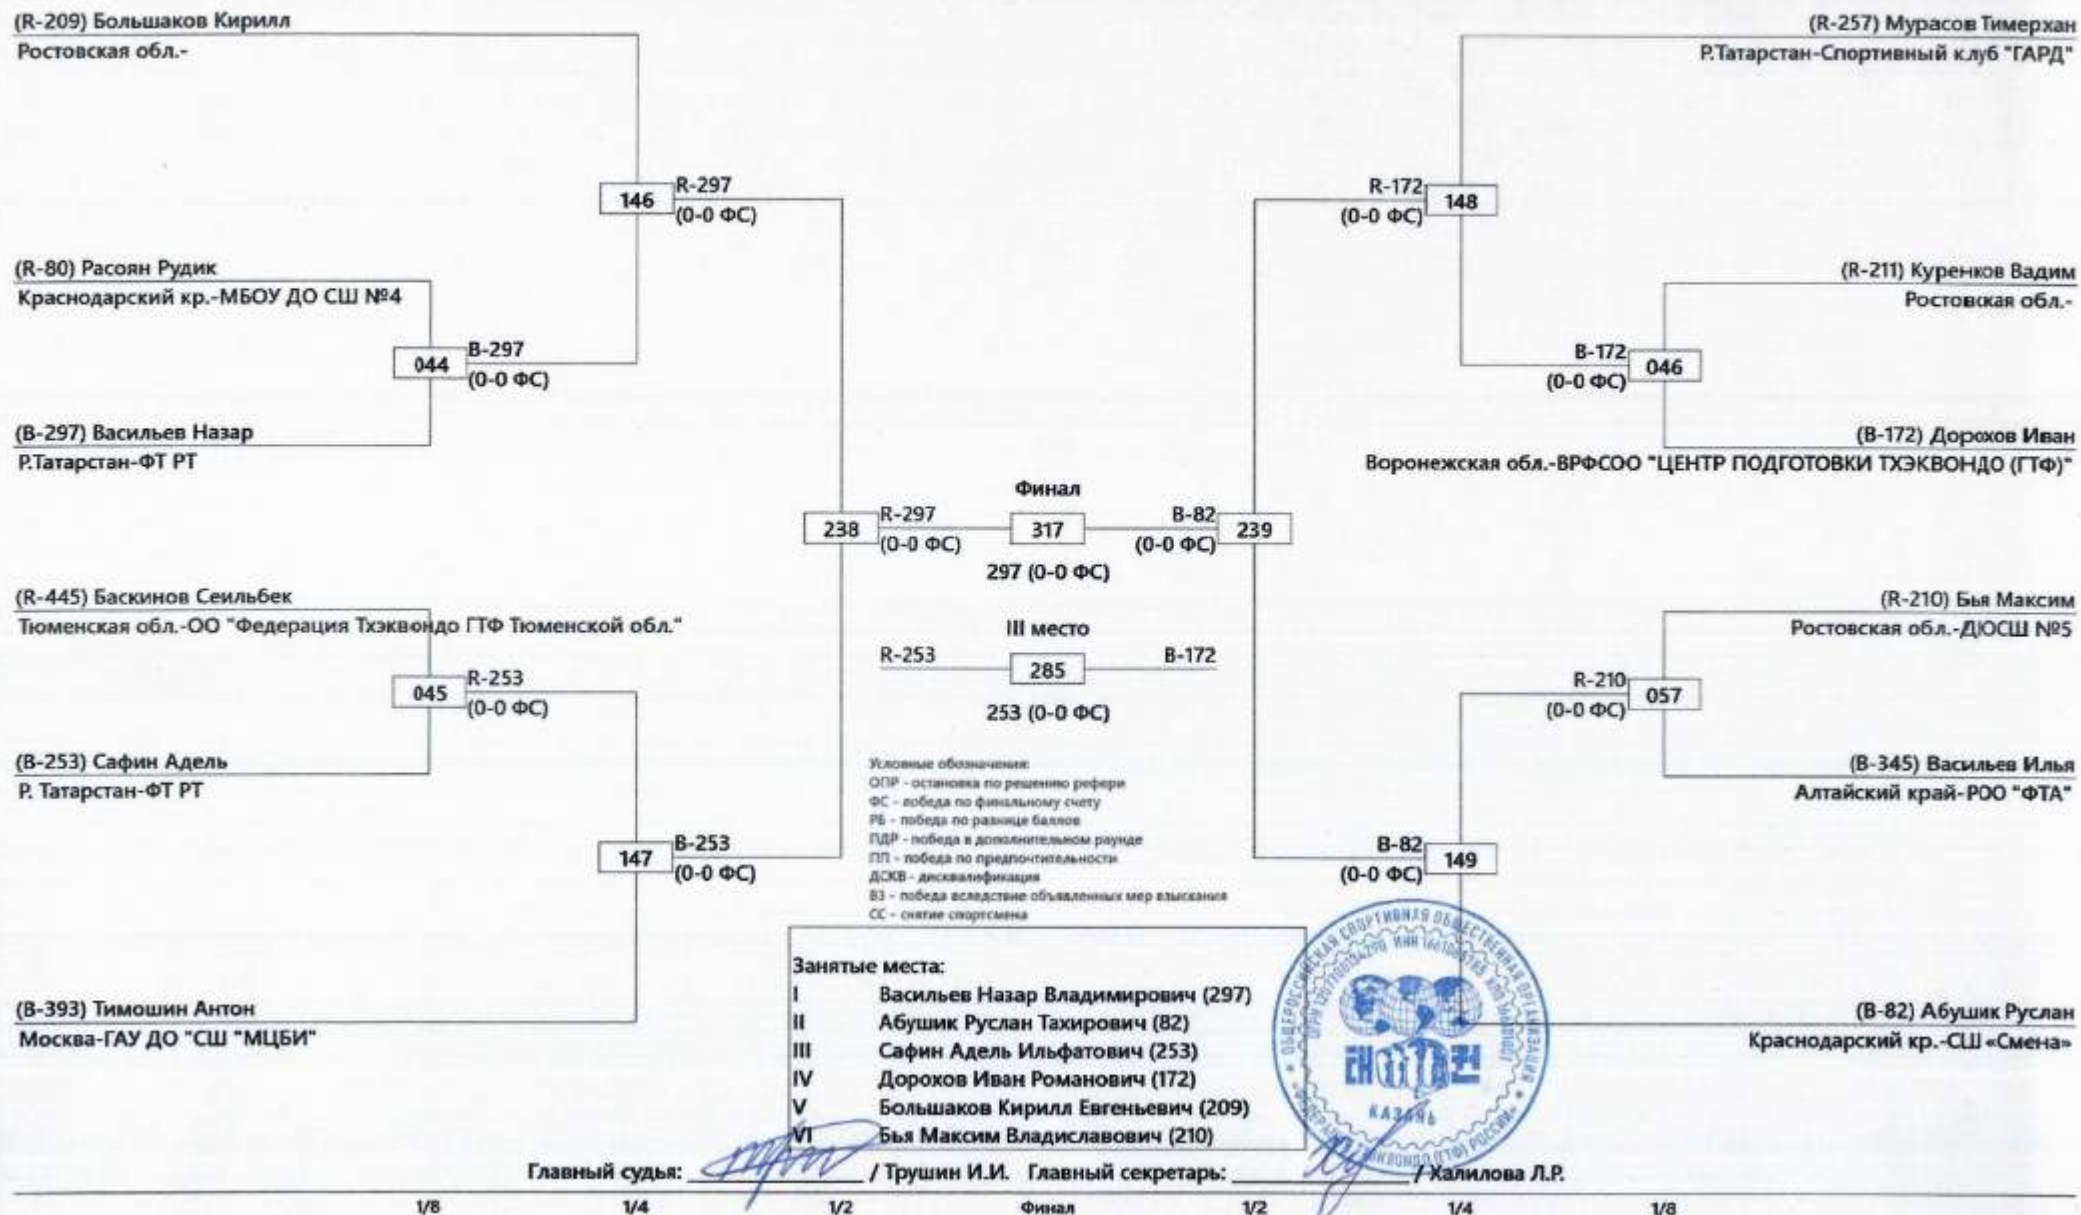 (R-209) Большаков Кирилл
Ростовская обл.-
(R-257) Мурасов Тимерхан
Р.Татарстан-Спортивный клуб "ГАРД"
146
R-297
(0-0 ФС)
R-172
(0-0 ФС)
148
(R-80) Расоян Рудик
Краснодарский кр.-МБОУ ДО СШ №4
(R-211) Куренков Вадим
Ростовская обл.-
044
B-297
(0-0 ФС)
B-172
(0-0 ФС)
046
(B-297) Васильев Назар
Р.Татарстан-ФТ РТ
(B-172) Дорохов Иван
Воронежская обл.-ВРФСОО "ЦЕНТР ПОДГОТОВКИ ТХЭКВОНДО (ГТФ)"
Финал
238
R-297
(0-0 ФС)
317
B-82
(0-0 ФС)
239
297 (0-0 ФС)
(R-445) Баскинов Сеильбек
Тюменская обл.-ОО "Федерация Тхэквондо ГТФ Тюменской обл."
(R-210) Бья Максим
Ростовская обл.-ДЮСШ №5
III место
R-253
285
B-172
253 (0-0 ФС)
045
R-253
(0-0 ФС)
R-210
(0-0 ФС)
057
(B-253) Сафин Адель
Р. Татарстан-ФТ РТ
(B-345) Васильев Илья
Алтайский край-РОО "ФТА"
Условные обозначения:
ОПР - остановка по решению рефери
ФС - победа по финальному счету
РБ - победа по разнице баллов
ПДР - победа в дополнительном раунде
ПП - победа по предпочтительности
ДСКВ - дисквалификация
ВЗ - победа вследствие объявленных мер взыскания
СС - снятие спортсмена
147
B-253
(0-0 ФС)
B-82
(0-0 ФС)
149
(B-393) Тимошин Антон
Москва-ГАУ ДО "СШ "МЦБИ"
(B-82) Абушик Руслан
Краснодарский кр.-СШ «Смена»
Занятые места:
I Васильев Назар Владимирович (297)
II Абушик Руслан Тахирович (82)
III Сафин Адель Ильфатович (253)
IV Дорохов Иван Романович (172)
V Большаков Кирилл Евгеньевич (209)
VI Бья Максим Владиславович (210)
ОБЩЕРОССИЙСКАЯ СПОРТИВНАЯ ОБЩЕСТВЕННАЯ ОРГАНИЗАЦИЯ
КАЗАНЬ
Главный судья: / Трушин И.И. Главный секретарь: / Халилова Л.Р.
1/8 1/4 1/2 Финал 1/2 1/4 1/8